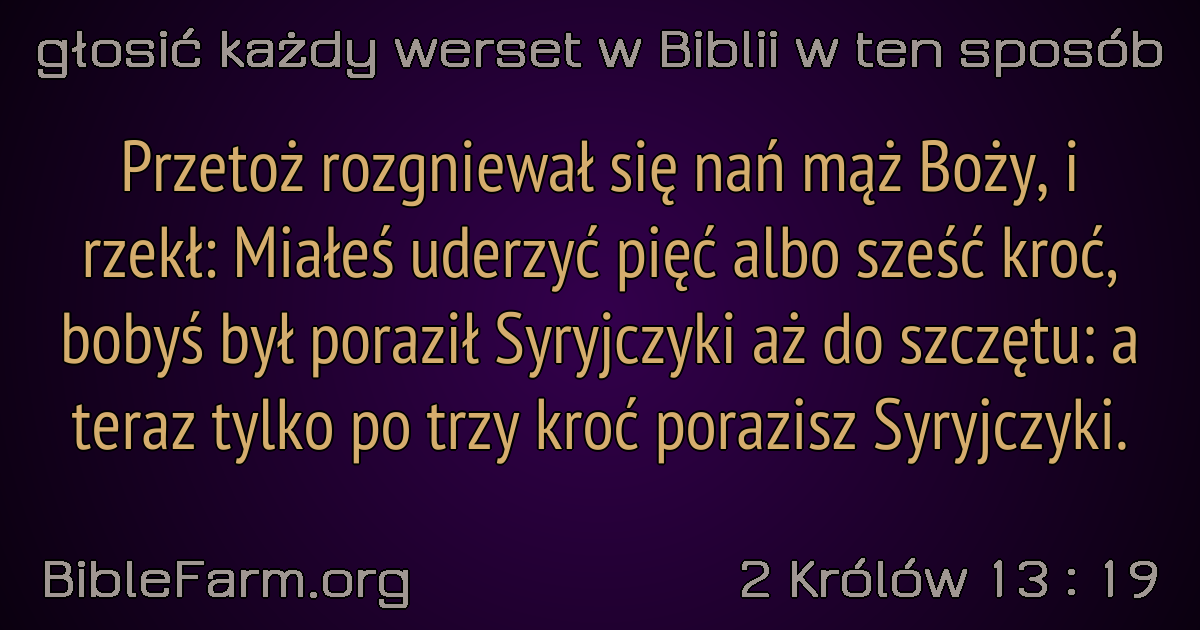 głosić każdy werset w Biblii w ten sposób
Przetoż rozgniewał się nań mąż Boży, i
rzekł: Miałeś uderzyć pięć albo sześć kroć,
bobyś był poraził Syryjczyki aż do szczętu: a
teraz tylko po trzy kroć porazisz Syryjczyki.
BibleFarm.org
2 Królów 13 : 19